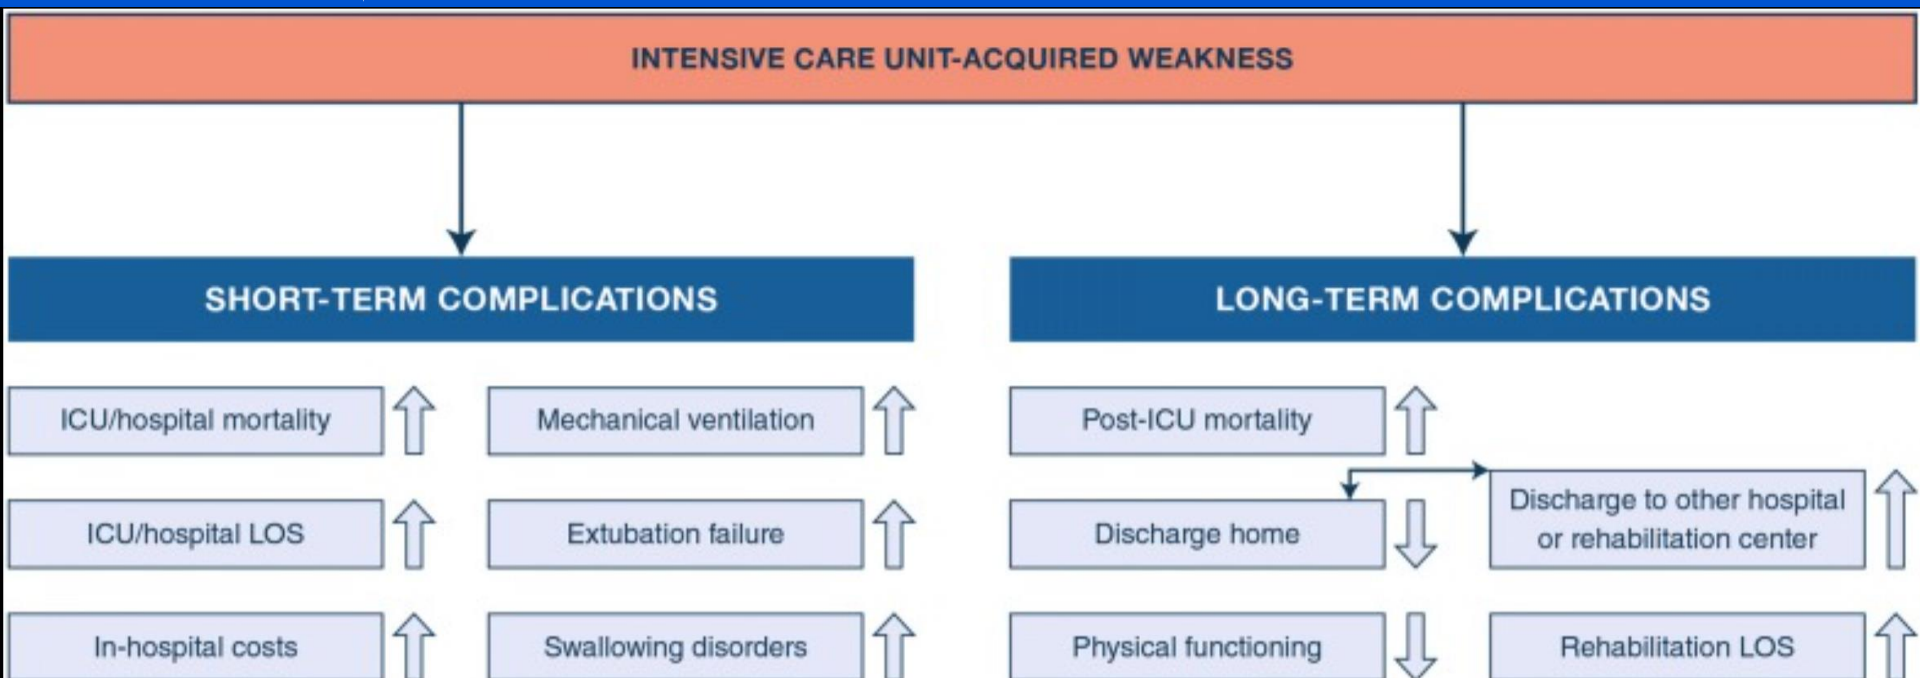 INTENSIVE CARE UNIT-ACQUIRED WEAKNESS
SHORT-TERM COMPLICATIONS
ICU/hospital mortality
Mechanical ventilation
ICU/hospital LOS
Extubation failure
In-hospital costs
Swallowing disorders
LONG-TERM COMPLICATIONS
Post-ICU mortality
Discharge home
Discharge to other hospital
or rehabilitation center
Physical functioning
Rehabilitation LOS